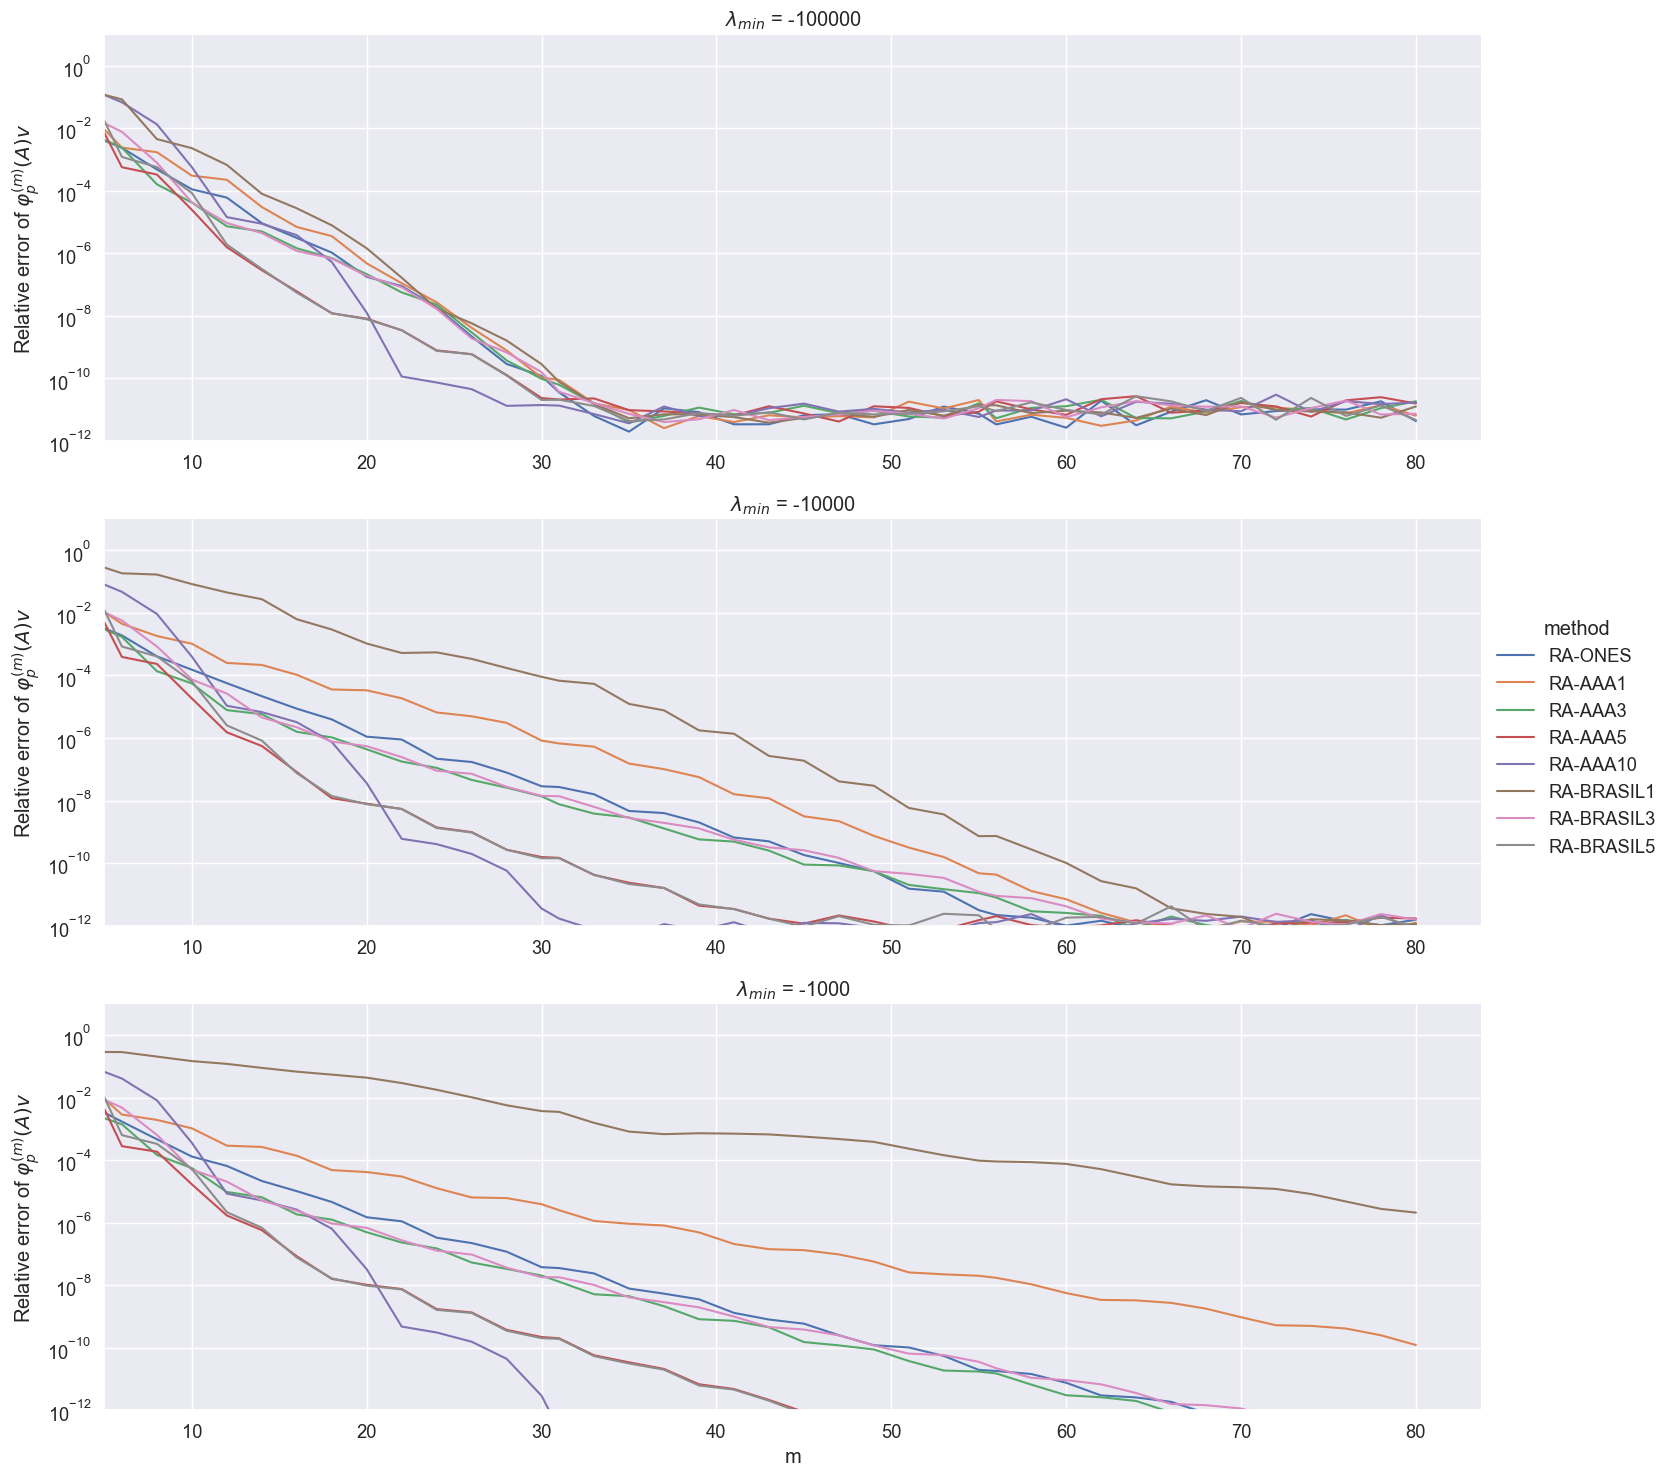 λ_min = -100000
Relative error of φ_p^(m)(A)v
10^0
10^−2
10^−4
10^−6
10^−8
10^−10
10^−12
10 20 30 40 50 60 70 80
λ_min = -10000
Relative error of φ_p^(m)(A)v
10^0
10^−2
10^−4
10^−6
10^−8
10^−10
10^−12
10 20 30 40 50 60 70 80
method
RA-ONES
RA-AAA1
RA-AAA3
RA-AAA5
RA-AAA10
RA-BRASIL1
RA-BRASIL3
RA-BRASIL5
λ_min = -1000
Relative error of φ_p^(m)(A)v
10^0
10^−2
10^−4
10^−6
10^−8
10^−10
10^−12
10 20 30 40 50 60 70 80
m